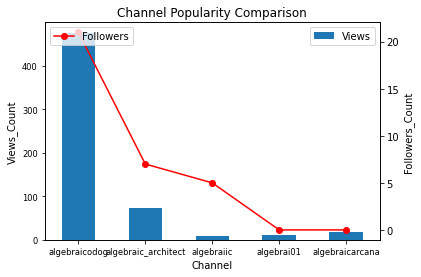 Channel Popularity Comparison
Followers
Views
400
300
200
100
0
20
15
10
5
0
Views_Count
Followers_Count
algebraicodog
algebraic_architect
algebraiic
algebrai01
algebraicarcana
Channel